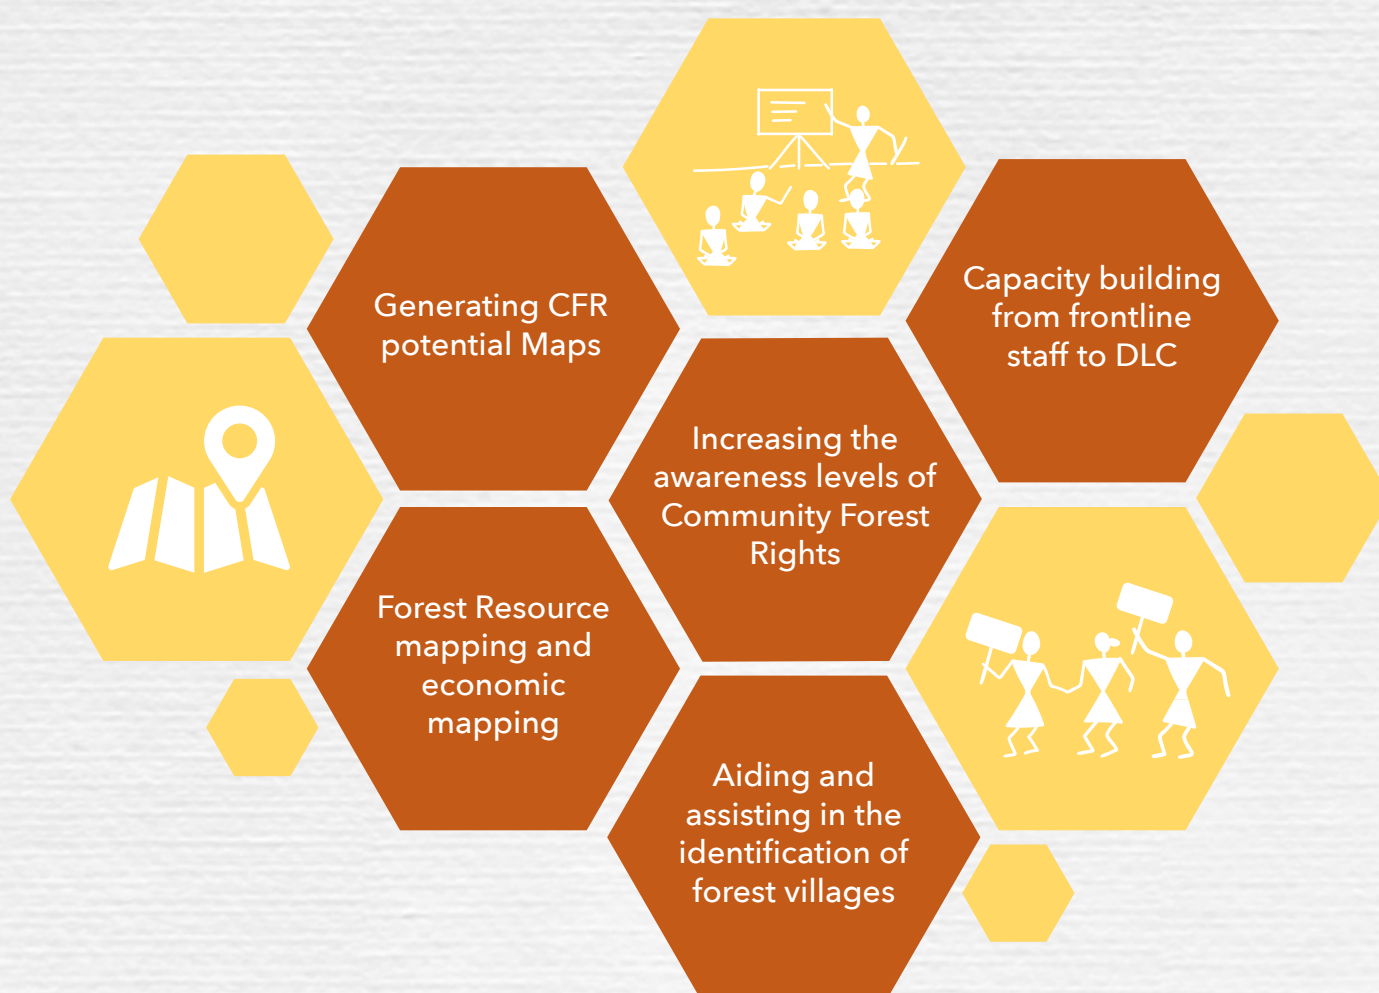 Generating CFR
potential Maps
Capacity building
from frontline
staff to DLC
Increasing the
awareness levels of
Community Forest
Rights
Forest Resource
mapping and
economic
mapping
Aiding and
assisting in the
identification of
forest villages